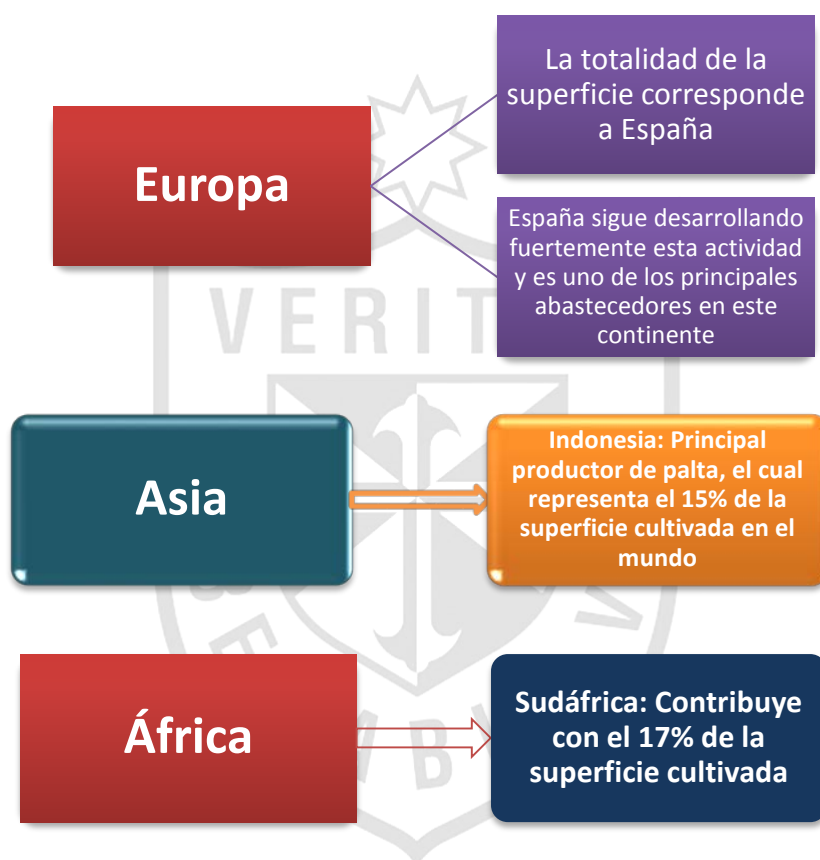 La totalidad de la
superficie corresponde
a España
Europa
España sigue desarrollando
fuertemente esta actividad
y es uno de los principales
abastecedores en este
continente
VERIT
Asia
Indonesia: Principal
productor de palta, el cual
representa el 15% de la
superficie cultivada en el
mundo
África
Sudáfrica: Contribuye
con el 17% de la
superficie cultivada